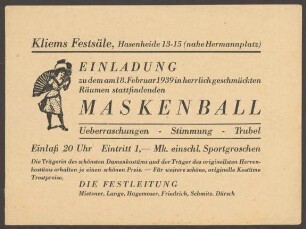 Kliems Festsäle, Hasenheide 13-15 (nahe Hermannplatz)
EINLADUNG
zu dem am 18. Februar 1939 in herrlich geschmückten
Räumen stattfindenden
MASKENBALL
Ueberraschungen - Stimmung - Trubel
Einlaß 20 Uhr Eintritt 1,— Mk. einschl. Sportgroschen
Die Trägerin des schönsten Damenkostüms und der Träger des originellsten Herren-
kostüms erhalten je einen schönen Preis. — Für weitere schöne, originelle Kostüme
Trostpreise.
DIE FESTLEITUNG
Mietzner, Lange, Hagemoser, Friedrich, Schmitz, Dürsch